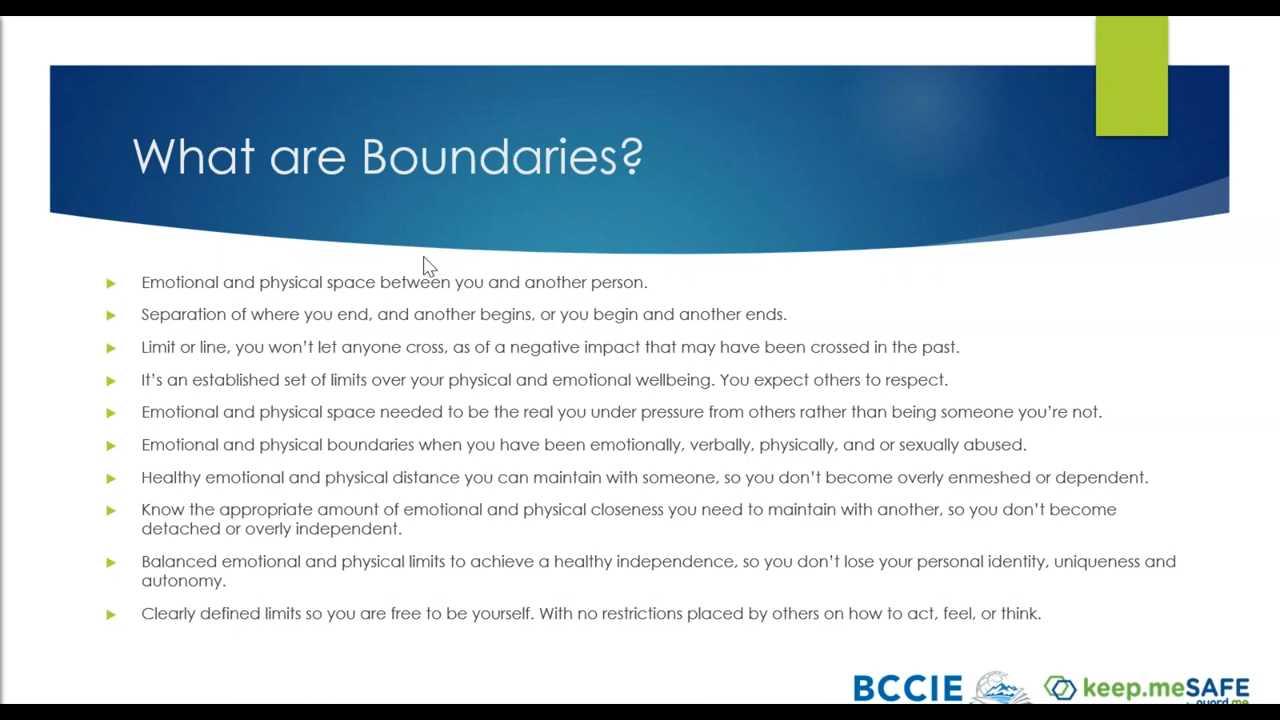 What are Boundaries?
Emotional and physical space between you and another person.
Separation of where you end, and another begins, or you begin and another ends.
Limit or line, you won't let anyone cross, as of a negative impact that may have been crossed in the past.
It's an established set of limits over your physical and emotional wellbeing. You expect others to respect.
Emotional and physical space needed to be the real you under pressure from others rather than being someone you're not.
Emotional and physical boundaries when you have been emotionally, verbally, physically, and or sexually abused.
Healthy emotional and physical distance you can maintain with someone, so you don't become overly enmeshed or dependent.
Know the appropriate amount of emotional and physical closeness you need to maintain with another, so you don't become
detached or overly independent.
Balanced emotional and physical limits to achieve a healthy independence, so you don't lose your personal identity, uniqueness and
autonomy.
Clearly defined limits so you are free to be yourself. With no restrictions placed by others on how to act, feel, or think.
BCCIE keep.meSAFE
guard.me